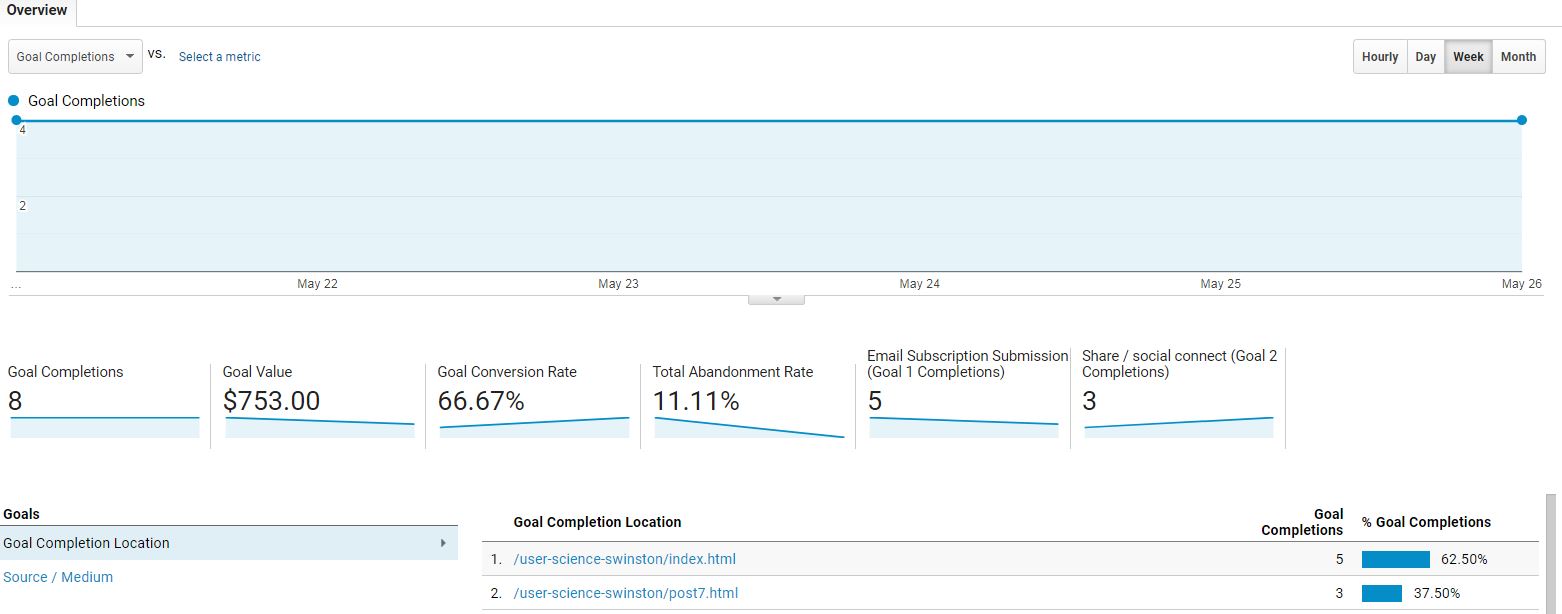 Overview
Goal Completions vs. Select a metric
Hourly Day Week Month
Goal Completions
4
2
... May 22 May 23 May 24 May 25 May 26
Goal Completions
8
Goal Value
$753.00
Goal Conversion Rate
66.67%
Total Abandonment Rate
11.11%
Email Subscription Submission
(Goal 1 Completions)
5
Share / social connect (Goal 2
Completions)
3
Goals
Goal Completion Location
Source / Medium
Goal Completion Location
Goal
Completions
% Goal Completions
1. /user-science-swinston/index.html 5 62.50%
2. /user-science-swinston/post7.html 3 37.50%